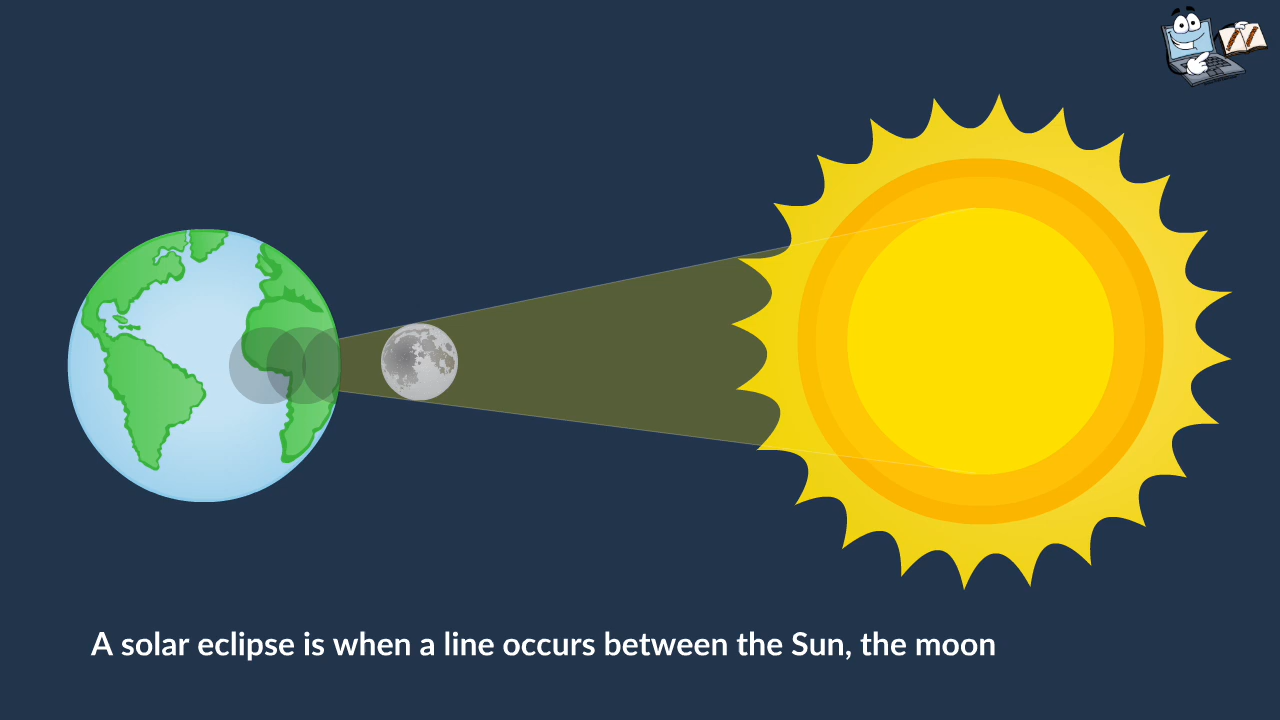 A solar eclipse is when a line occurs between the Sun, the moon